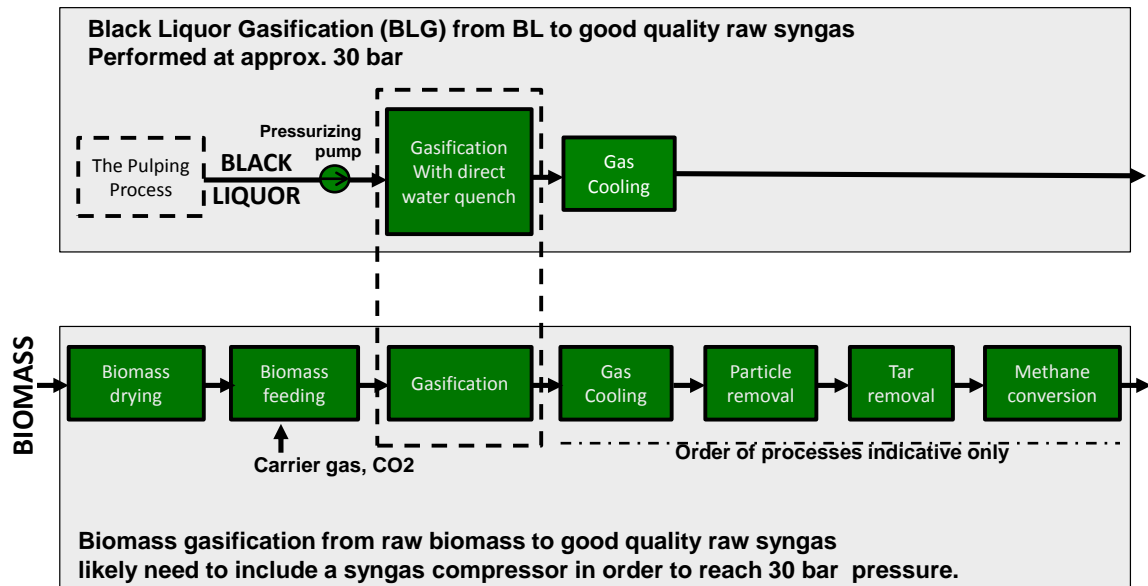 Black Liquor Gasification (BLG) from BL to good quality raw syngas
Performed at approx. 30 bar
The Pulping
Process
BLACK
LIQUOR
Pressurizing
pump
Gasification
With direct
water quench
Gas
Cooling
BIOMASS
Biomass
drying
Biomass
feeding
Gasification
Gas
Cooling
Particle
removal
Tar
removal
Methane
conversion
Carrier gas, CO2
Order of processes indicative only
Biomass gasification from raw biomass to good quality raw syngas
likely need to include a syngas compressor in order to reach 30 bar pressure.